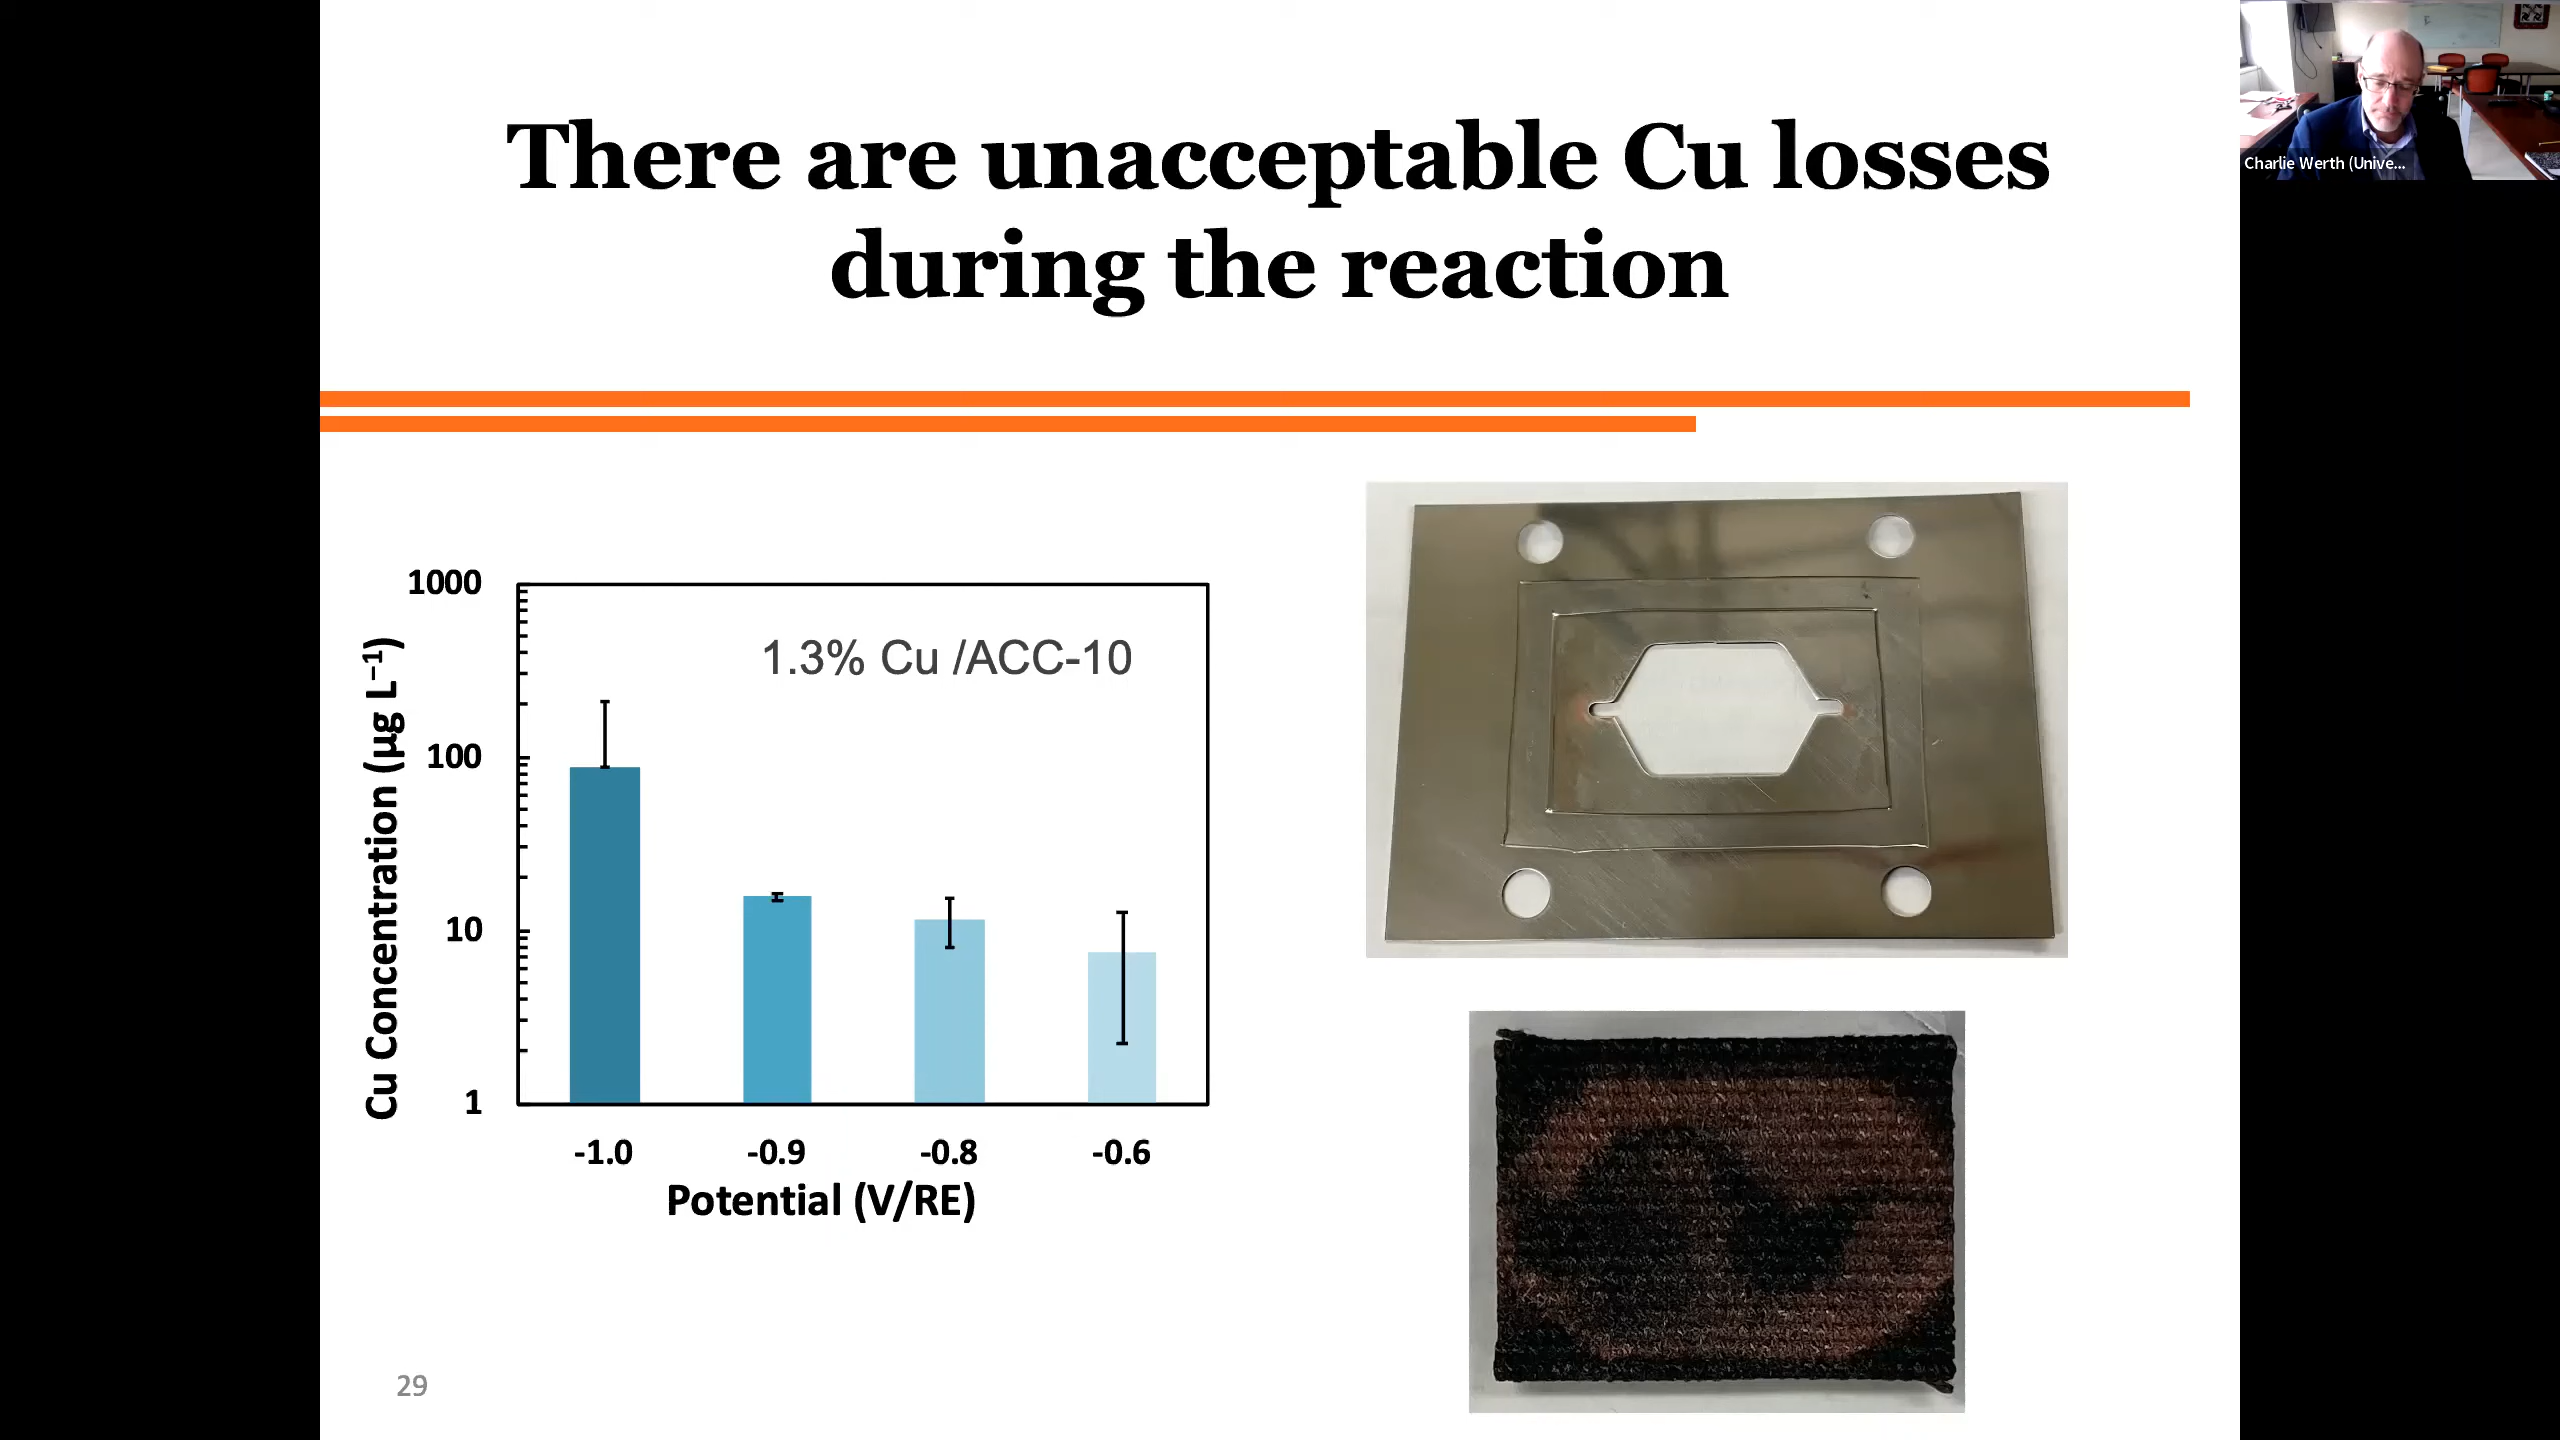 There are unacceptable Cu losses
during the reaction
Charlie Werth (Unive...
1000
100
10
1
Cu Concentration (µg L⁻¹)
1.3% Cu /ACC-10
-1.0 -0.9 -0.8 -0.6
Potential (V/RE)
29